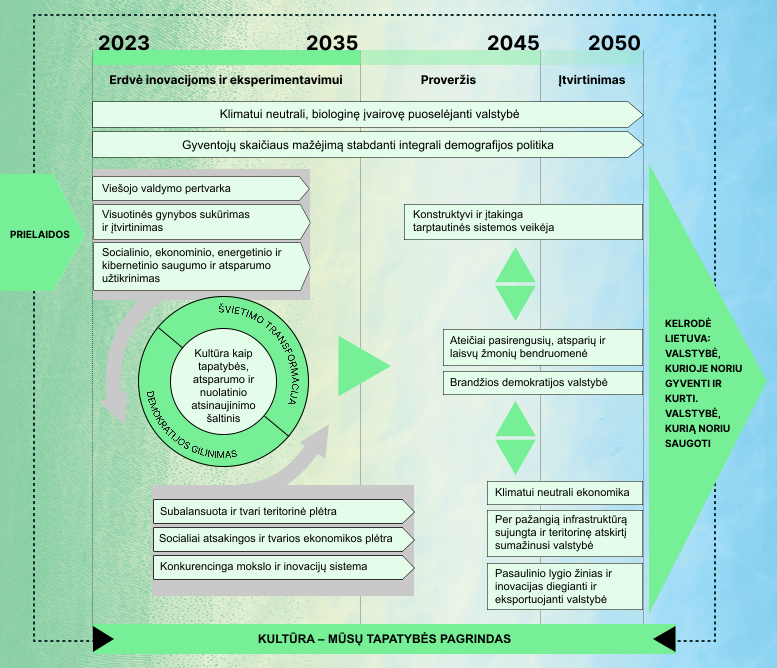 2023 2035 2045 2050
Erdvė inovacijoms ir eksperimentavimui Proveržis Įtvirtinimas
Klimatui neutrali, biologinę įvairovę puoselėjanti valstybė
Gyventojų skaičiaus mažėjimą stabdanti integrali demografijos politika
PRIELAIDOS
Viešojo valdymo pertvarka
Visuotinės gynybos sukūrimas
ir įtvirtinimas
Socialinio, ekonominio, energetinio ir
kibernetinio saugumo ir atsparumo
užtikrinimas
ŠVIETIMO TRANSFORMACIJA
DEMOKRATIJOS GILINIMAS
Kultūra kaip
tapatybės,
atsparumo ir
nuolatinio
atsinaujinimo
šaltinis
Subalansuota ir tvari teritorinė plėtra
Socialiai atsakingos ir tvarios ekonomikos plėtra
Konkurencinga mokslo ir inovacijų sistema
Konstruktyvi ir įtakinga
tarptautinės sistemos veikėja
Ateičiai pasirengusių, atsparių ir
laisvų žmonių bendruomenė
Brandžios demokratijos valstybė
Klimatui neutrali ekonomika
Per pažangią infrastruktūrą
sujungta ir teritorinę atskirtį
sumažinusi valstybė
Pasaulinio lygio žinias ir
inovacijas diegianti ir
eksportuojanti valstybė
KELRODĖ
LIETUVA:
VALSTYBĖ,
KURIOJE NORIU
GYVENTI IR
KURTI.
VALSTYBĖ,
KURIĄ NORIU
SAUGOTI
KULTŪRA – MŪSŲ TAPATYBĖS PAGRINDAS